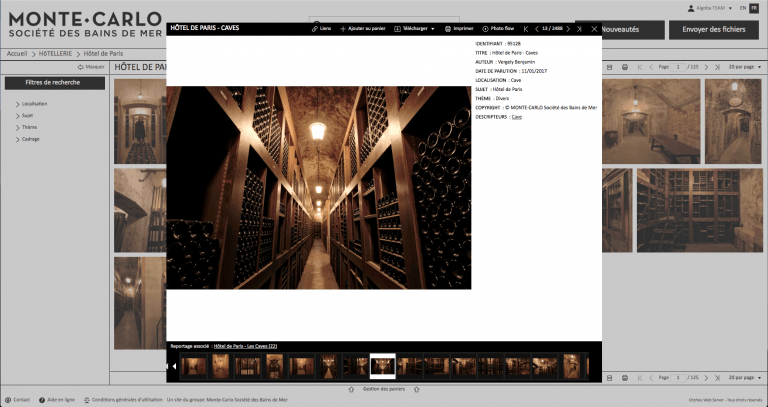 MONTE-CARLO
SOCIÉTÉ DES BAINS DE MER
Algoba TEAM
EN
FR
Nouveautés
Envoyer des fichiers
Accueil > HôTELLERIE > Hôtel de Paris
Masquer
HÔTEL DE PA
Filtres de recherche
Localisation
Sujet
Thème
Cadrage
Page 1 / 125
20 par page
HÔTEL DE PARIS - CAVES
Liens
Ajouter au panier
Télécharger
Imprimer
Photo flow
13 / 2488
IDENTIFIANT : 95128
TITRE : Hôtel de Paris - Caves
AUTEUR : Vergely Benjamin
DATE DE PARUTION : 11/01/2017
LOCALISATION : Cave
SUJET : Hôtel de Paris
THÈME : Divers
COPYRIGHT : © MONTE-CARLO Société des Bains de Mer
DESCRIPTEURS : Cave
Reportage associé : Hôtel de Paris - Les Caves (22)
Page 1 / 125
20 par page
Gestion des paniers
Contact
Aide en ligne
Conditions générales d'utilisation
Un site du groupe Monte-Carlo Société des Bains de Mer
Orphea Web Server - Tous droits réservés